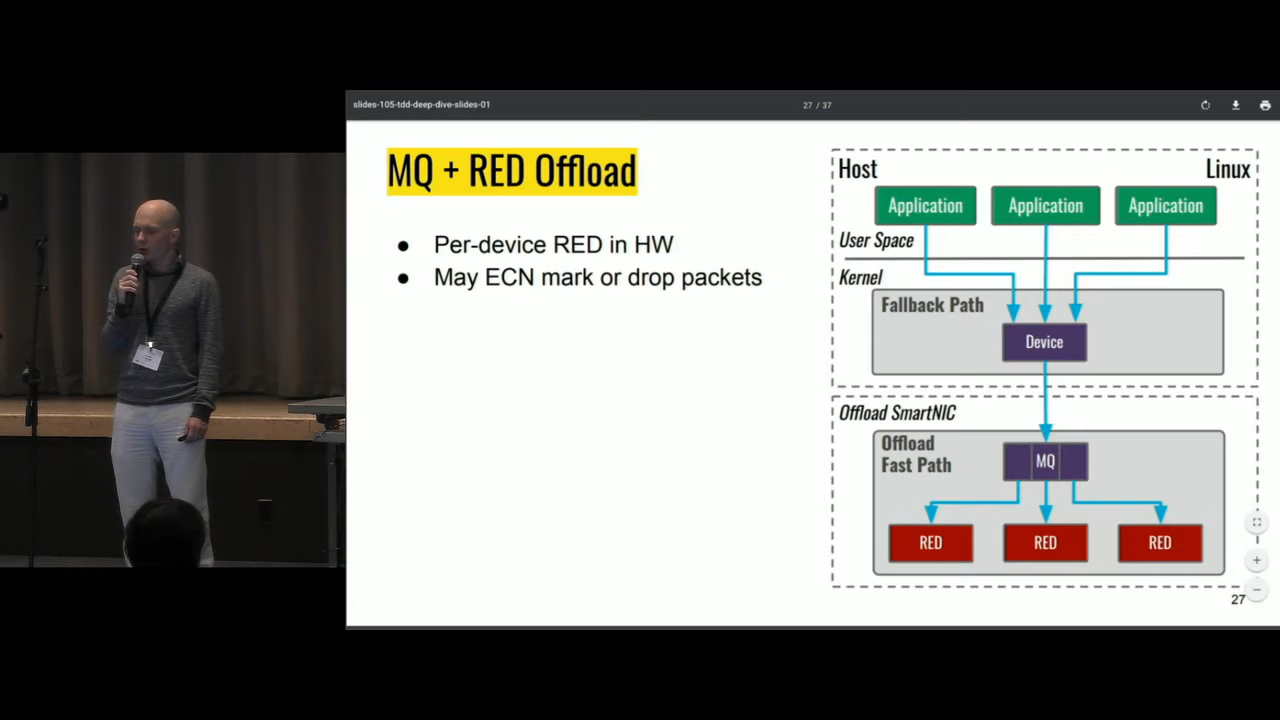 slides-105-tdd-deep-dive-slides-01
27 / 37
MQ + RED Offload
● Per-device RED in HW
● May ECN mark or drop packets
Host
Linux
Application
Application
Application
User Space
Kernel
Fallback Path
Device
Offload SmartNIC
Offload
Fast Path
MQ
RED
RED
RED
27